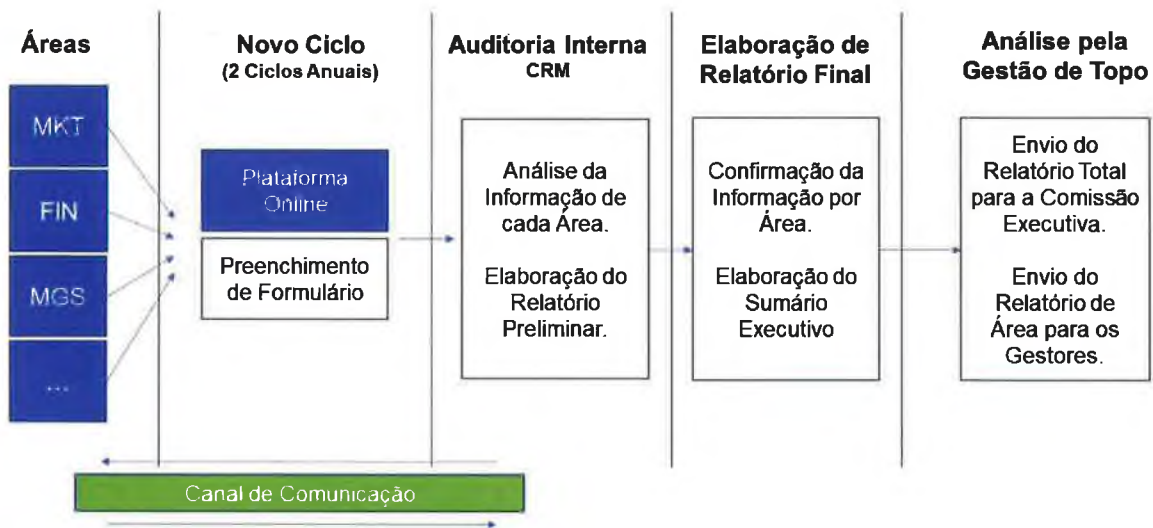 Áreas
MKT
FIN
MGS
...
Novo Ciclo
(2 Ciclos Anuais)
Plataforma
Online
Preenchimento
de Formulário
Auditoria Interna
CRM
Análise da
Informação de
cada Área.
Elaboração do
Relatório
Preliminar.
Elaboração de
Relatório Final
Confirmação da
Informação por
Área.
Elaboração do
Sumário
Executivo
Análise pela
Gestão de Topo
Envio do
Relatório Total
para a Comissão
Executiva.
Envio do
Relatório de
Área para os
Gestores.
Canal de Comunicação